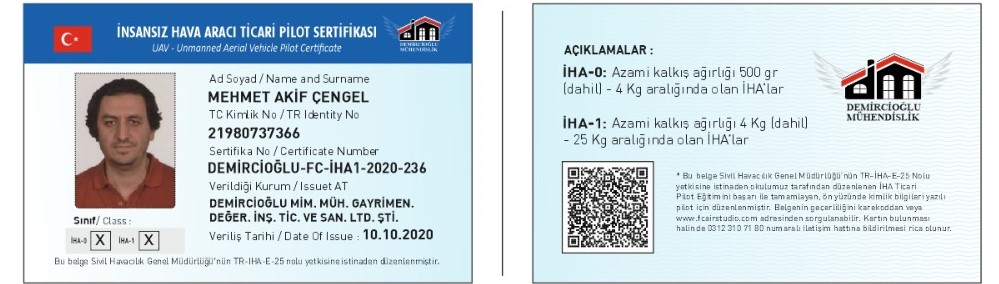 İNSANSIZ HAVA ARACI TİCARİ PİLOT SERTİFİKASI
UAV - Unmanned Aerial Vehicle Pilot Certificate
DEMİRCİOĞLU
MÜHENDİSLİK
Ad Soyad / Name and Surname
MEHMET AKİF ÇENGEL
TC Kimlik No / TR Identity No
21980737366
Sertifika No / Certificate Number
DEMİRCİOĞLU-FC-İHA1-2020-236
Verildiği Kurum / Issuet AT
DEMİRCİOĞLU MİM. MÜH. GAYRİMEN.
DEĞER. İNŞ. TİC. VE SAN. LTD. ŞTİ.
Veriliş Tarihi / Date Of Issue : 10.10.2020
Sınıf/ Class :
İHA-0 X İHA-1 X
Bu belge Sivil Havacılık Genel Müdürlüğü'nün TR-IHA-E-25 nolu yetkisine istinaden düzenlenmiştir.
AÇIKLAMALAR :
İHA-0: Azami kalkış ağırlığı 500 gr
(dahil) - 4 Kg aralığında olan İHA'lar
İHA-1: Azami kalkış ağırlığı 4 Kg (dahil)
- 25 Kg aralığında olan İHA'lar
DEMİRCİOĞLU
MÜHENDİSLİK
* Bu belge Sivil Havacılık Genel Müdürlüğü'nün TR-İHA-E-25 Nolu
yetkisine istinaden okulumuz tarafından düzenlenen İHA Ticari
Pilot Eğitimini başarı ile tamamlayan, ön yüzünde kimlik bilgileri yazılı
pilot için düzenlenmiştir. Belgenin geçerliliğini karekoddan veya
www.fcairstudio.com adresinden sorgulanabilir. Kartın bulunması
halinde 0312 310 71 80 numaralı iletişim hattına bildirilmesi rica olunur.